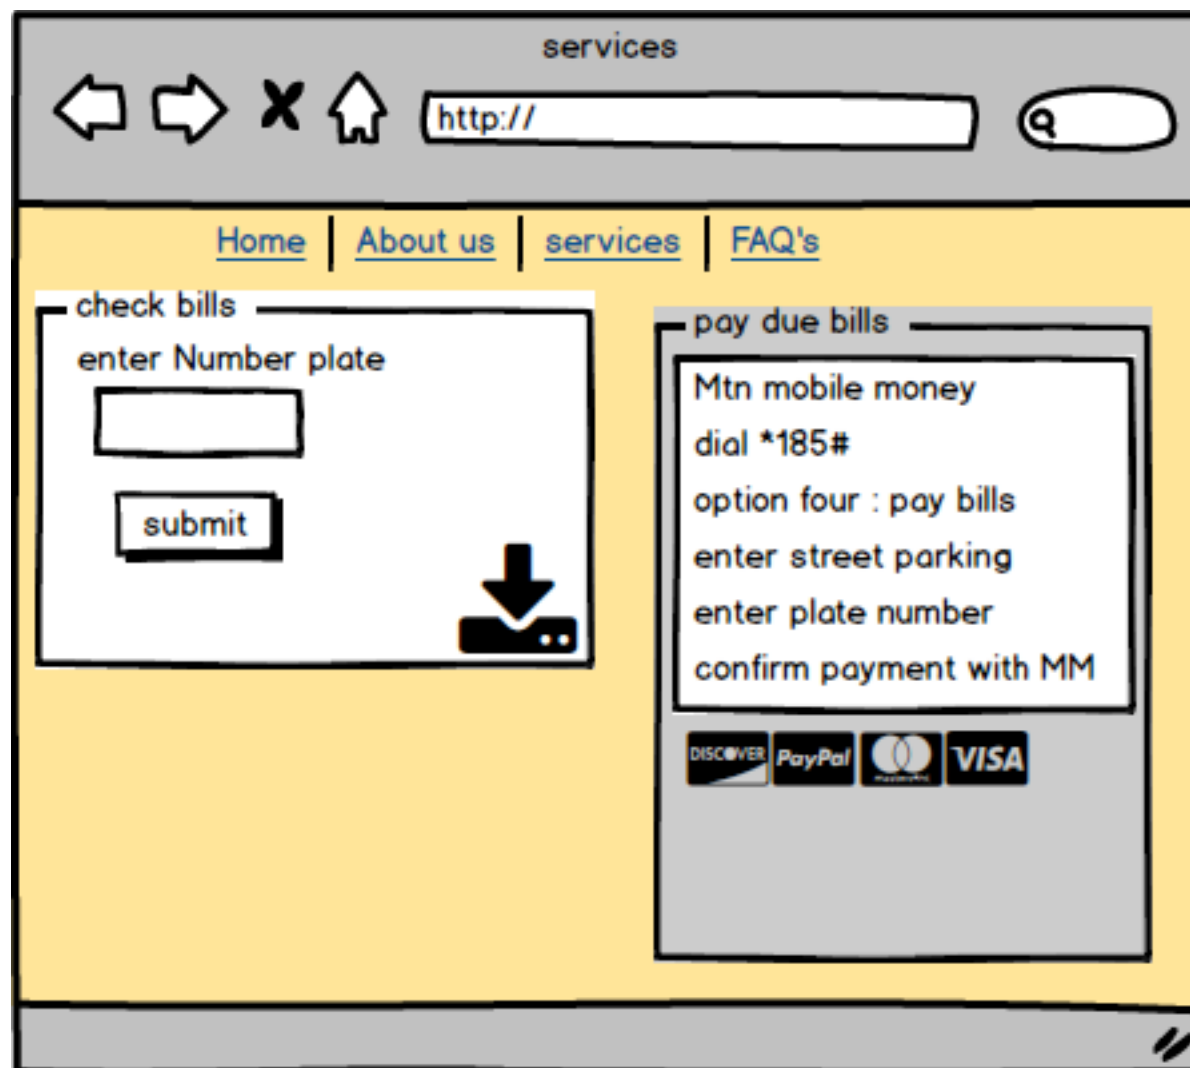 services
http://
Home | About us | services | FAQ's
check bills
enter Number plate
submit
pay due bills
Mtn mobile money
dial *185#
option four : pay bills
enter street parking
enter plate number
confirm payment with MM
DISCOVER PayPal MasterCard VISA